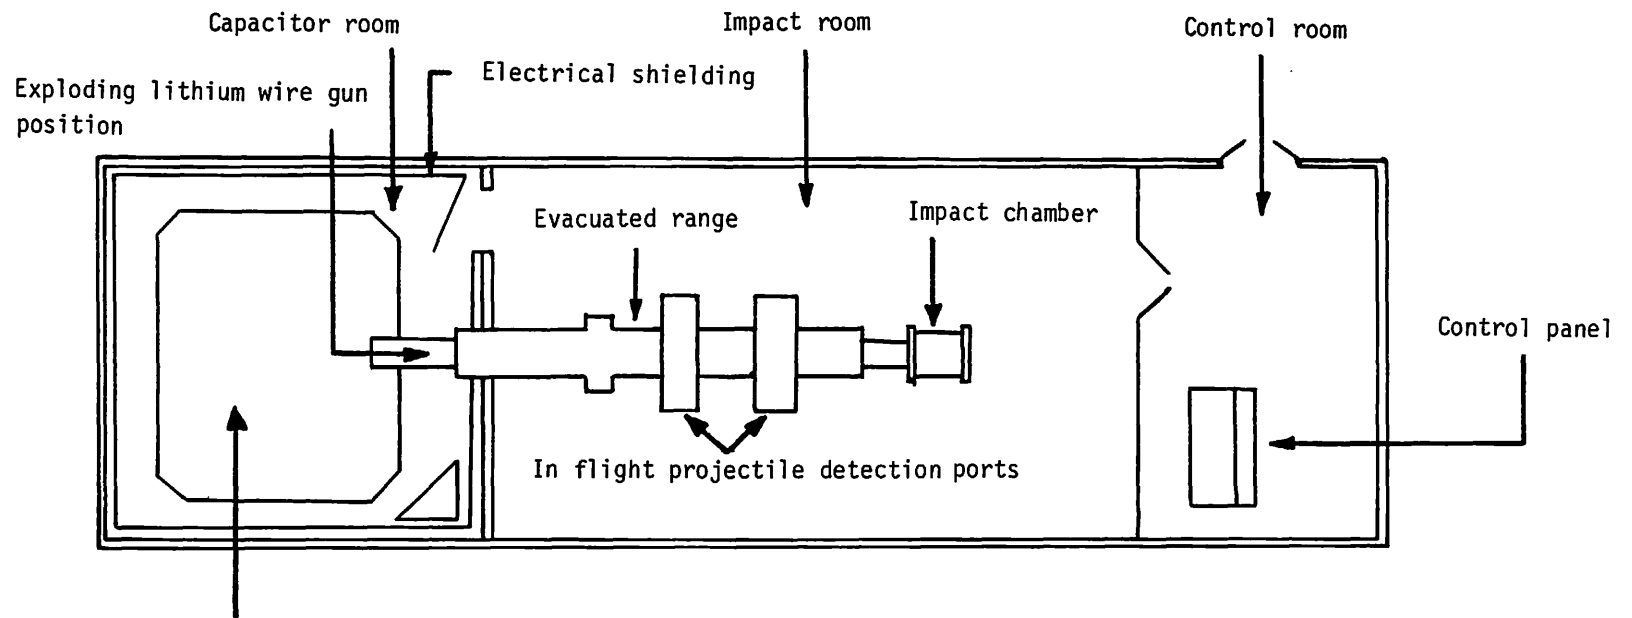 Capacitor room
Impact room
Control room
Electrical shielding
Exploding lithium wire gun
position
Evacuated range
Impact chamber
Control panel
In flight projectile detection ports